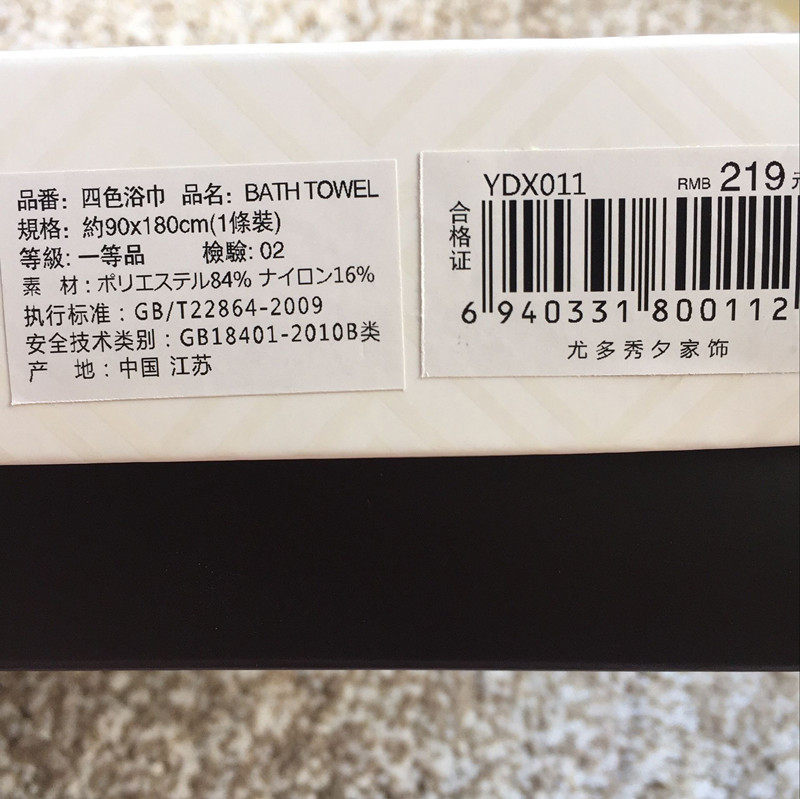 品番: 四色浴巾 品名: BATH TOWEL
規格: 約90x180cm(1條裝)
等級: 一等品 檢驗: 02
素 材: ポリエステル84% ナイロン16%
执行标准: GB/T22864-2009
安全技术类别: GB18401-2010B类
产 地: 中国 江苏
YDX011 RMB 219元
合格证
6 940331 800112
尤多秀夕家饰